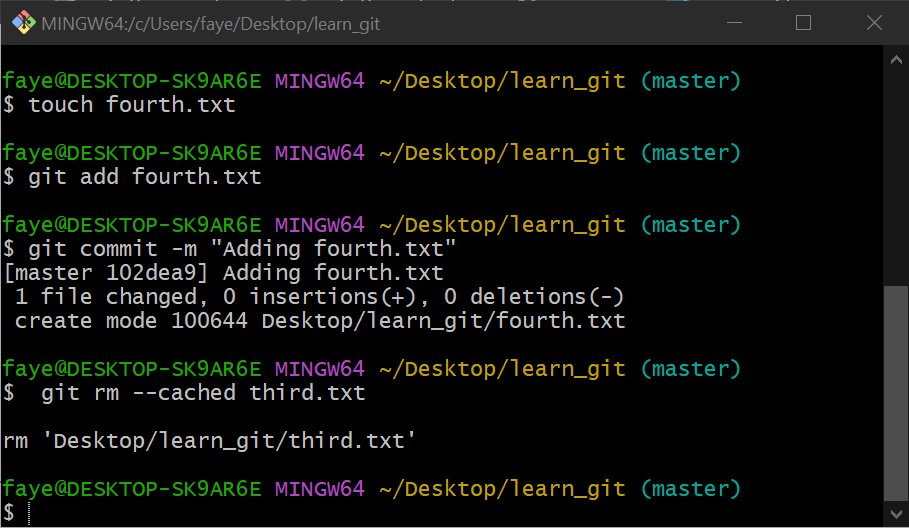 MINGW64:/c/Users/faye/Desktop/learn_git
faye@DESKTOP-SK9AR6E MINGW64 ~/Desktop/learn_git (master)
$ touch fourth.txt
faye@DESKTOP-SK9AR6E MINGW64 ~/Desktop/learn_git (master)
$ git add fourth.txt
faye@DESKTOP-SK9AR6E MINGW64 ~/Desktop/learn_git (master)
$ git commit -m "Adding fourth.txt"
[master 102dea9] Adding fourth.txt
 1 file changed, 0 insertions(+), 0 deletions(-)
 create mode 100644 Desktop/learn_git/fourth.txt
faye@DESKTOP-SK9AR6E MINGW64 ~/Desktop/learn_git (master)
$  git rm --cached third.txt
rm 'Desktop/learn_git/third.txt'
faye@DESKTOP-SK9AR6E MINGW64 ~/Desktop/learn_git (master)
$